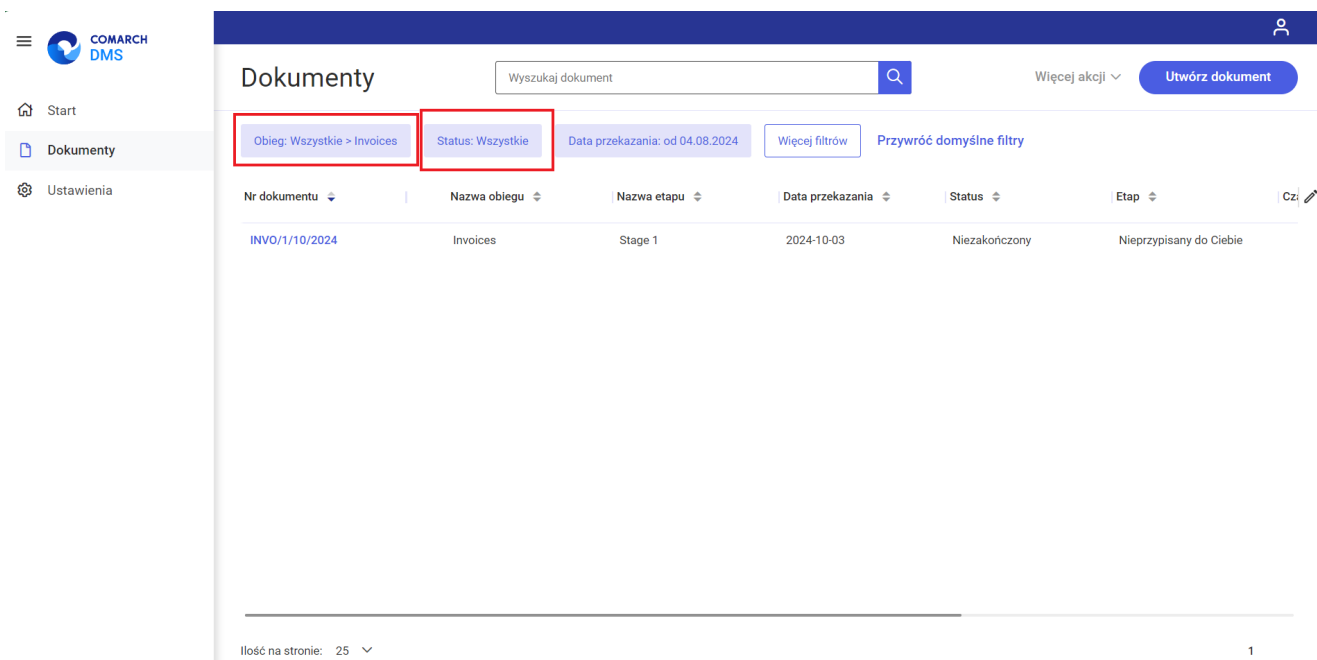 COMARCH
DMS
Start
Dokumenty
Ustawienia
Dokumenty
Wyszukaj dokument
Więcej akcji
Utwórz dokument
Obieg: Wszystkie > Invoices
Status: Wszystkie
Data przekazania: od 04.08.2024
Więcej filtrów
Przywróć domyślne filtry
Nr dokumentu
Nazwa obiegu
Nazwa etapu
Data przekazania
Status
Etap
INVO/1/10/2024
Invoices
Stage 1
2024-10-03
Niezakończony
Nieprzypisany do Ciebie
Ilość na stronie: 25
1